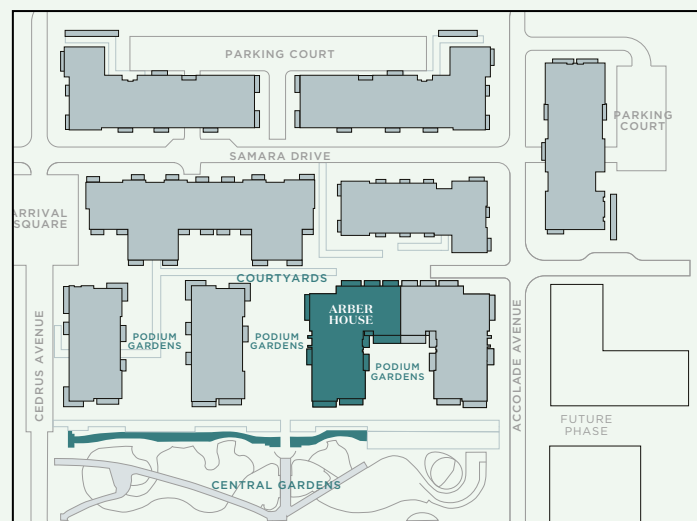 PARKING COURT
PARKING
COURT
SAMARA DRIVE
ARRIVAL
SQUARE
COURTYARDS
ARBER
HOUSE
PODIUM
GARDENS
PODIUM
GARDENS
PODIUM
GARDENS
CEDRUS AVENUE
ACCOLADE AVENUE
FUTURE
PHASE
CENTRAL GARDENS